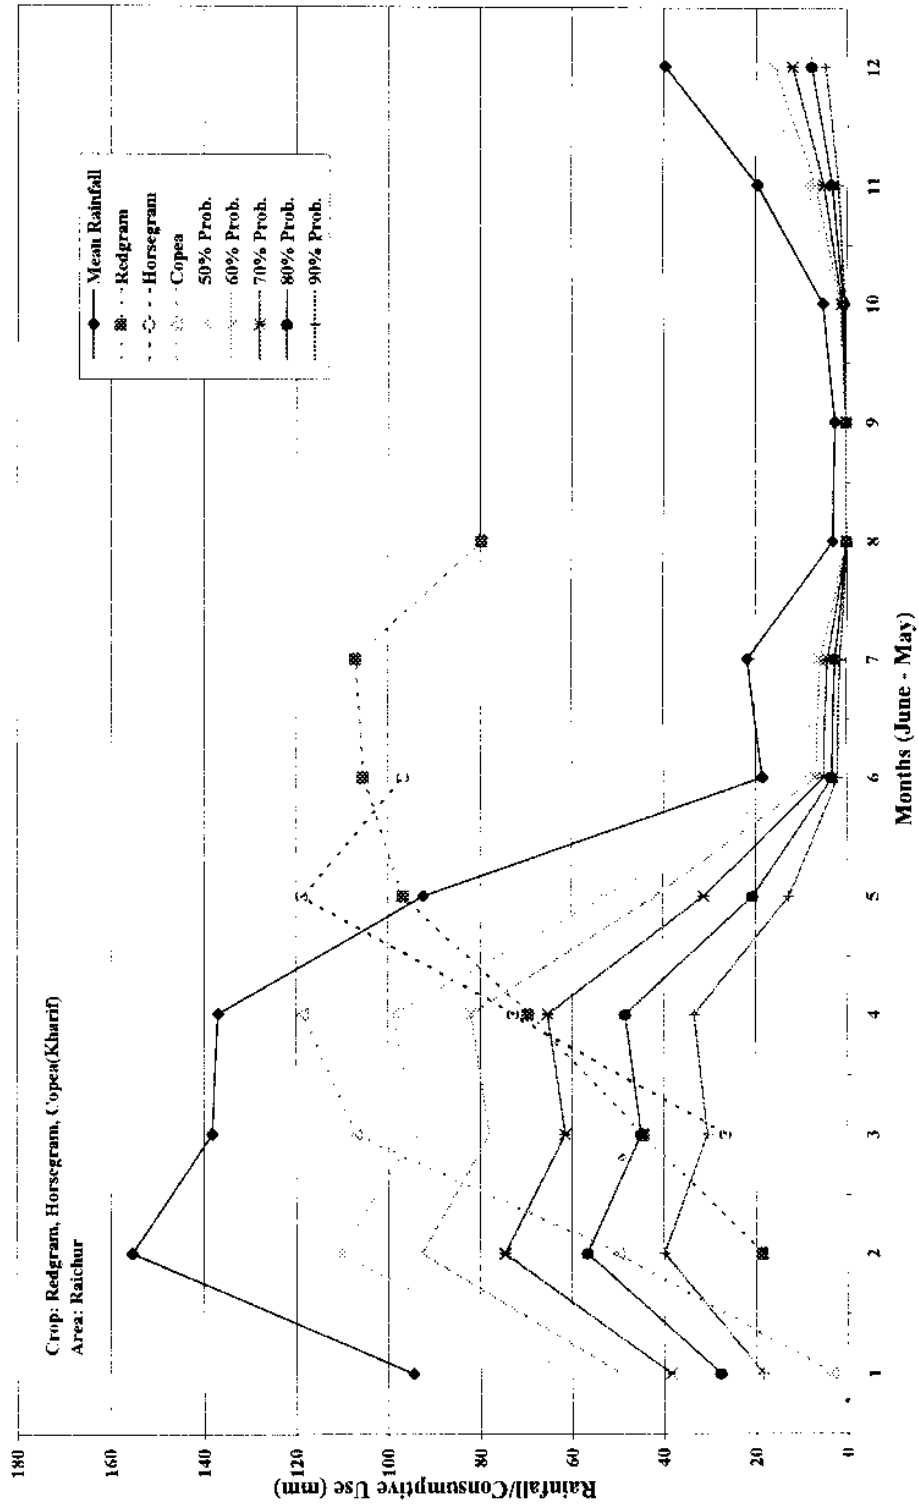 Crop: Redgram, Horsegram, Copea(Kharif)
Area: Raichur
Mean Rainfall
Redgram
Horsegram
Copea
50% Prob.
60% Prob.
70% Prob.
80% Prob.
90% Prob.
Rainfall/Consumptive Use (mm)
180
160
140
120
100
80
60
40
20
0
1
2
3
4
5
6
7
8
9
10
11
12
Months (June - May)